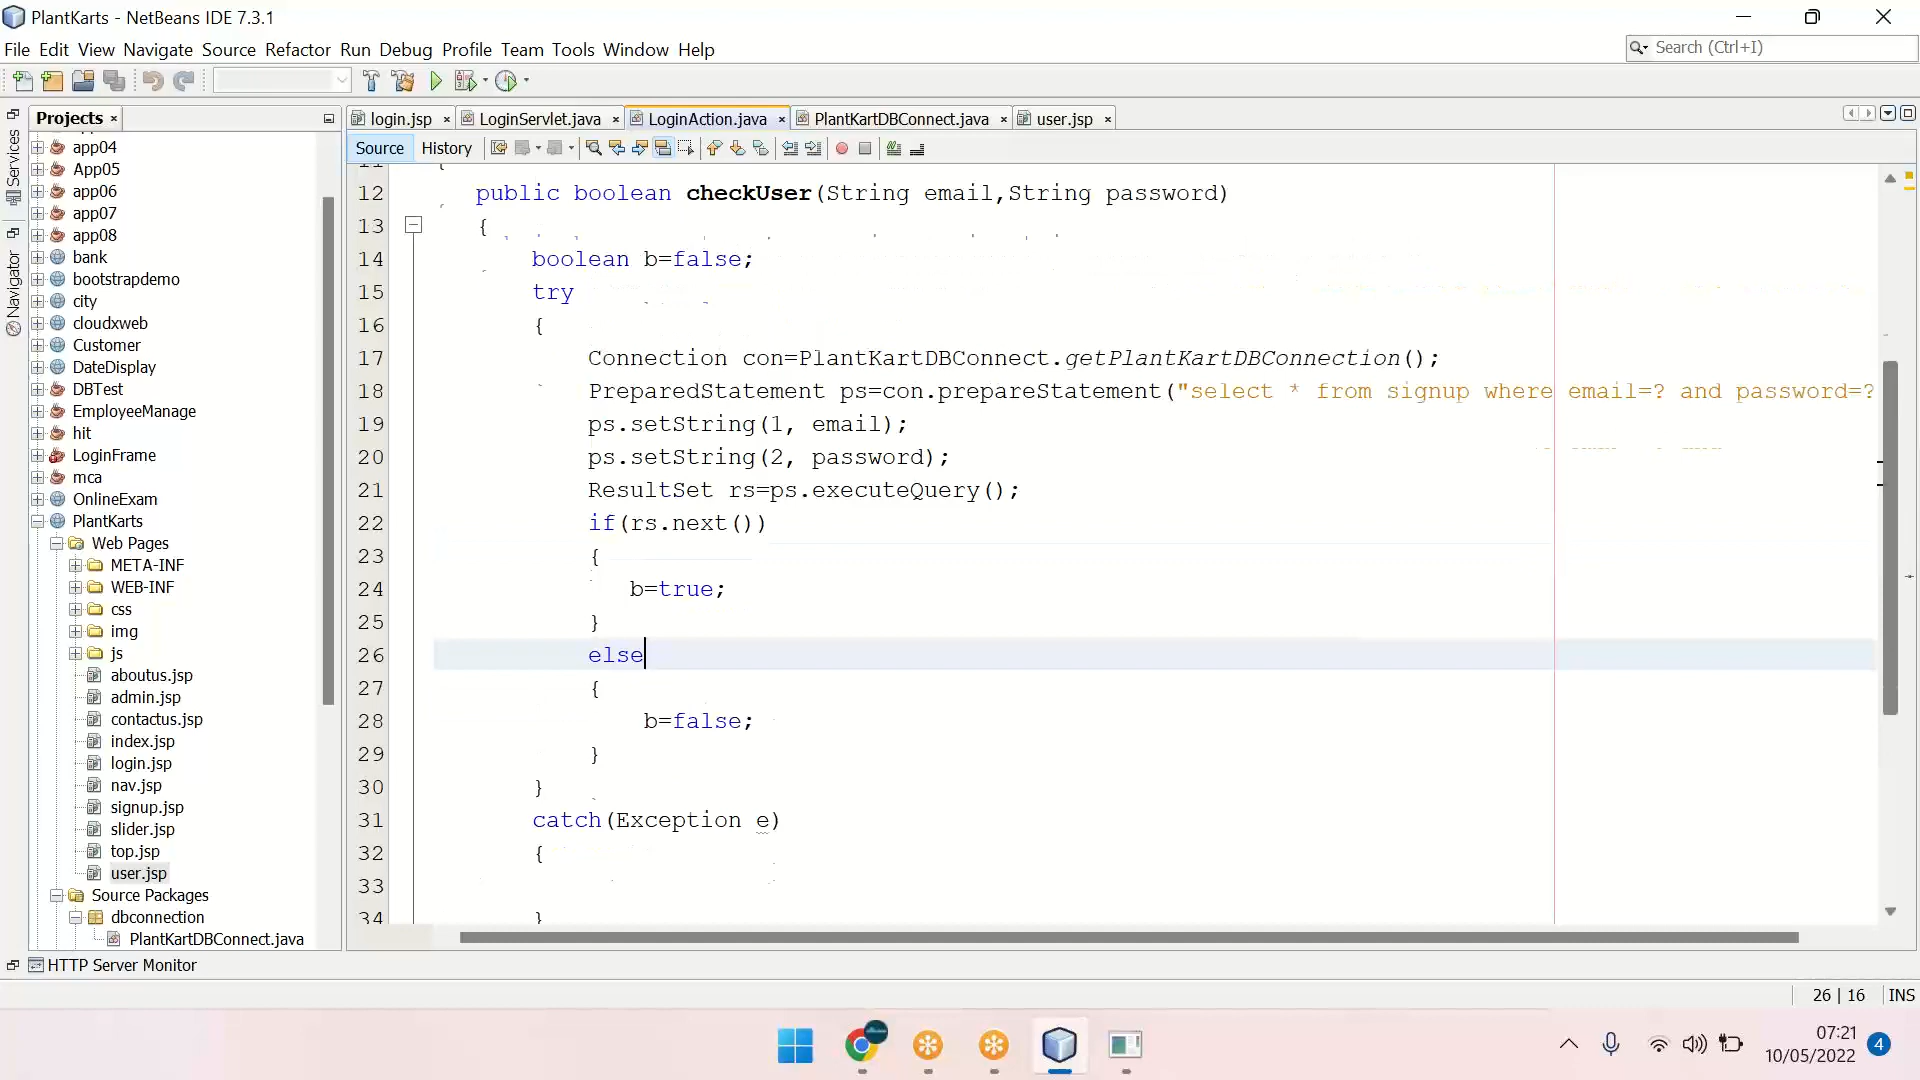 PlantKarts - NetBeans IDE 7.3.1
File Edit View Navigate Source Refactor Run Debug Profile Team Tools Window Help
Search (Ctrl+I)
Projects
login.jsp
LoginServlet.java
LoginAction.java
PlantKartDBConnect.java
user.jsp
Source
History
Services
Navigator
app04
App05
app06
app07
app08
bank
bootstrapdemo
city
cloudxweb
Customer
DateDisplay
DBTest
EmployeeManage
hit
LoginFrame
mca
OnlineExam
PlantKarts
Web Pages
META-INF
WEB-INF
css
img
js
aboutus.jsp
admin.jsp
contactus.jsp
index.jsp
login.jsp
nav.jsp
signup.jsp
slider.jsp
top.jsp
user.jsp
Source Packages
dbconnection
PlantKartDBConnect.java
12 public boolean checkUser(String email,String password)
13 {
14 boolean b=false;
15 try
16 {
17 Connection con=PlantKartDBConnect.getPlantKartDBConnection();
18 PreparedStatement ps=con.prepareStatement("select * from signup where email=? and password=?
19 ps.setString(1, email);
20 ps.setString(2, password);
21 ResultSet rs=ps.executeQuery();
22 if(rs.next())
23 {
24 b=true;
25 }
26 else
27 {
28 b=false;
29 }
30 }
31 catch(Exception e)
32 {
33
34 }
HTTP Server Monitor
26 | 16 INS
07:21
10/05/2022
4